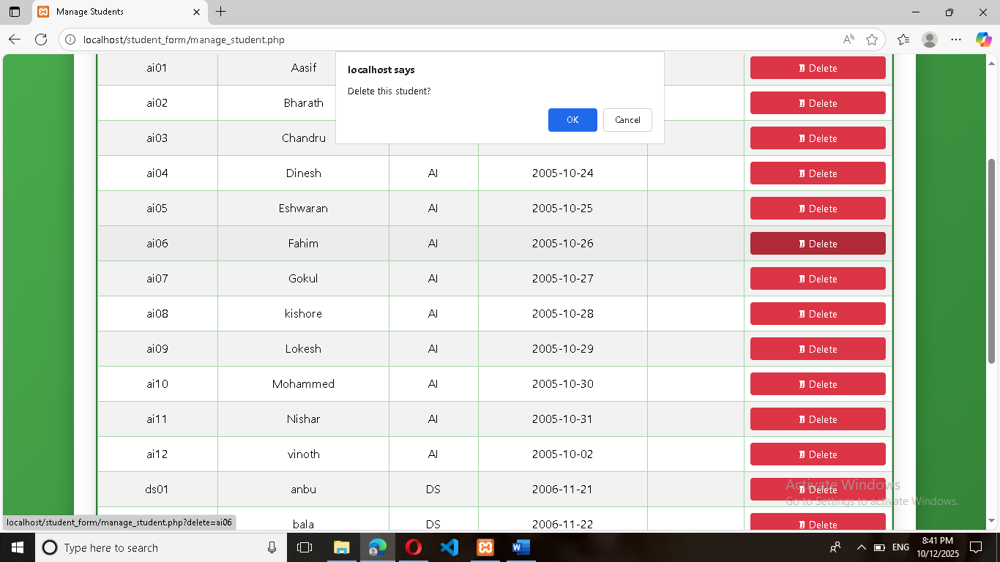 Manage Students
localhost/student_form/manage_student.php
localhost says
Delete this student?
OK Cancel
ai01 Aasif Delete
ai02 Bharath Delete
ai03 Chandru Delete
ai04 Dinesh AI 2005-10-24 Delete
ai05 Eshwaran AI 2005-10-25 Delete
ai06 Fahim AI 2005-10-26 Delete
ai07 Gokul AI 2005-10-27 Delete
ai08 kishore AI 2005-10-28 Delete
ai09 Lokesh AI 2005-10-29 Delete
ai10 Mohammed AI 2005-10-30 Delete
ai11 Nishar AI 2005-10-31 Delete
ai12 vinoth AI 2005-10-02 Delete
ds01 anbu DS 2006-11-21 Delete
bala DS 2006-11-22 Delete
Activate Windows
Go to Settings to activate Windows.
localhost/student_form/manage_student.php?delete=ai06
Type here to search
ENG
8:41 PM
10/12/2025